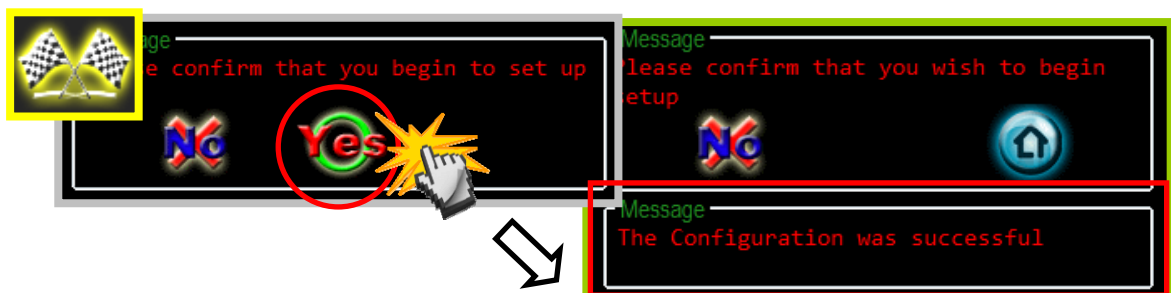 age
e confirm that you begin to set up
No
Yes
Message
Please confirm that you wish to begin
setup
No
Message
The Configuration was successful